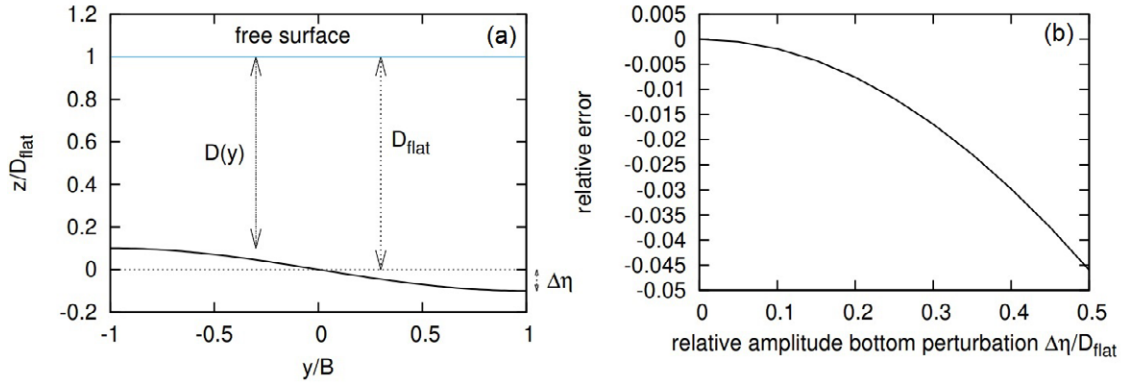 free surface (a)
1.2
1
0.8
0.6
0.4
0.2
0
-0.2
z/D_flat
D(y)
D_flat
Δη
-1 -0.5 0 0.5 1
y/B
(b)
0.005
0
-0.005
-0.01
-0.015
-0.02
-0.025
-0.03
-0.035
-0.04
-0.045
-0.05
relative error
0 0.1 0.2 0.3 0.4 0.5
relative amplitude bottom perturbation Δη/D_flat